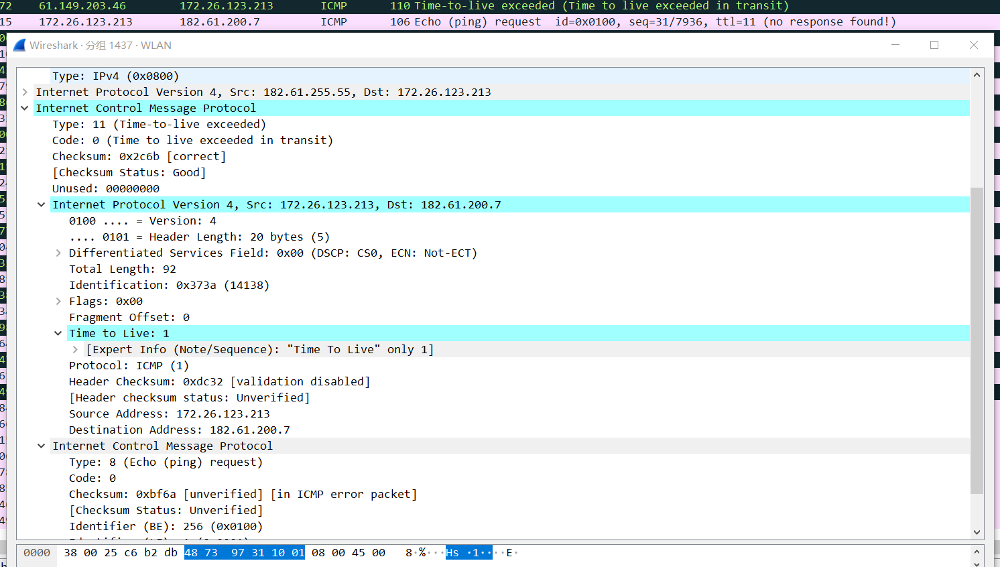 72 61.149.203.46 172.26.123.213 ICMP 110 Time-to-live exceeded (Time to live exceeded in transit)
15 172.26.123.213 182.61.200.7 ICMP 106 Echo (ping) request id=0x0100, seq=31/7936, ttl=11 (no response found!)
Wireshark · 分组 1437 · WLAN
Type: IPv4 (0x0800)
Internet Protocol Version 4, Src: 182.61.255.55, Dst: 172.26.123.213
Internet Control Message Protocol
Type: 11 (Time-to-live exceeded)
Code: 0 (Time to live exceeded in transit)
Checksum: 0x2c6b [correct]
[Checksum Status: Good]
Unused: 00000000
Internet Protocol Version 4, Src: 172.26.123.213, Dst: 182.61.200.7
0100 .... = Version: 4
.... 0101 = Header Length: 20 bytes (5)
Differentiated Services Field: 0x00 (DSCP: CS0, ECN: Not-ECT)
Total Length: 92
Identification: 0x373a (14138)
Flags: 0x00
Fragment Offset: 0
Time to Live: 1
[Expert Info (Note/Sequence): "Time To Live" only 1]
Protocol: ICMP (1)
Header Checksum: 0xdc32 [validation disabled]
[Header checksum status: Unverified]
Source Address: 172.26.123.213
Destination Address: 182.61.200.7
Internet Control Message Protocol
Type: 8 (Echo (ping) request)
Code: 0
Checksum: 0xbf6a [unverified] [in ICMP error packet]
[Checksum Status: Unverified]
Identifier (BE): 256 (0x0100)
0000 38 00 25 c6 b2 db 48 73 97 31 10 01 08 00 45 00 8·%···Hs ·1····E·